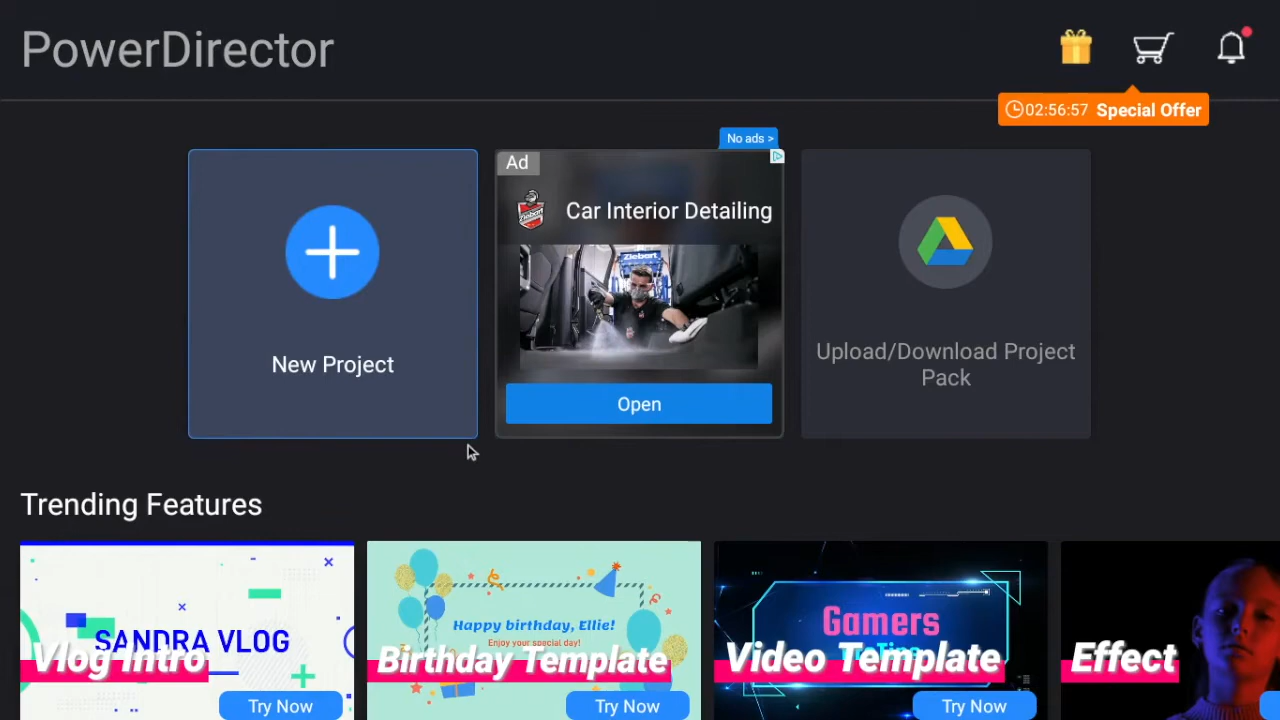 PowerDirector
02:56:57 Special Offer
No ads >
Ad
Ziebart
Car Interior Detailing
Ziebart
New Project
Open
Upload/Download Project
Pack
Trending Features
SANDRA VLOG
Vlog Intro
Try Now
Happy birthday, Ellie!
Enjoy your special day!
Birthday Template
Try Now
Gamers
Video Template
Try Now
Effect